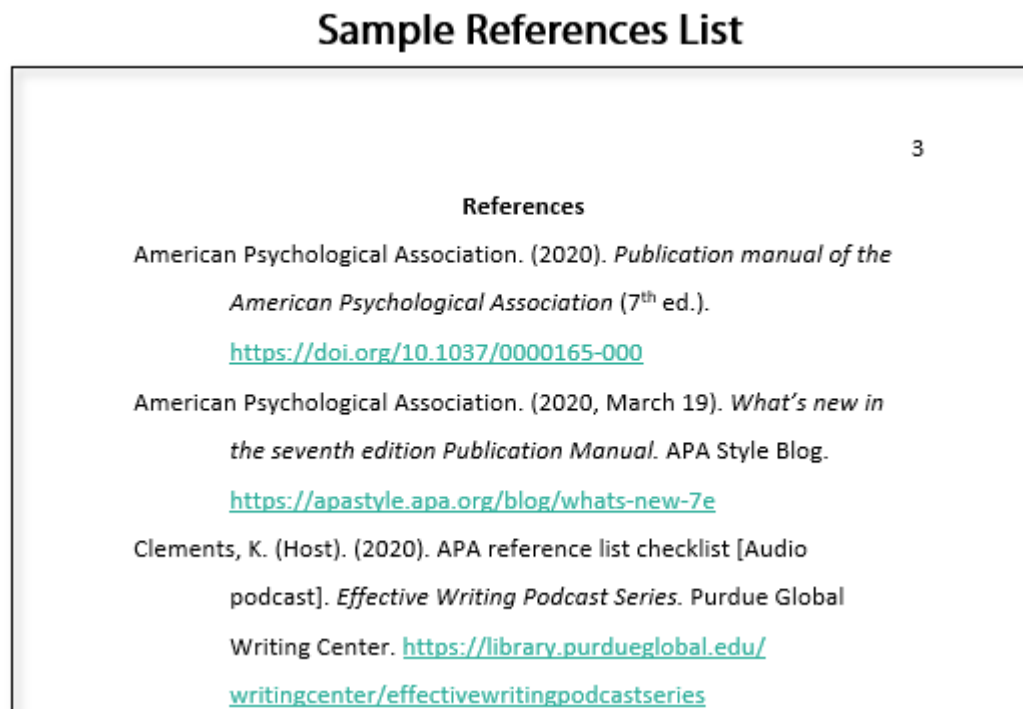 Sample References List
3
References
American Psychological Association. (2020). Publication manual of the
American Psychological Association (7th ed.).
https://doi.org/10.1037/0000165-000
American Psychological Association. (2020, March 19). What's new in
the seventh edition Publication Manual. APA Style Blog.
https://apastyle.apa.org/blog/whats-new-7e
Clements, K. (Host). (2020). APA reference list checklist [Audio
podcast]. Effective Writing Podcast Series. Purdue Global
Writing Center. https://library.purdueglobal.edu/
writingcenter/effectivewritingpodcastseries